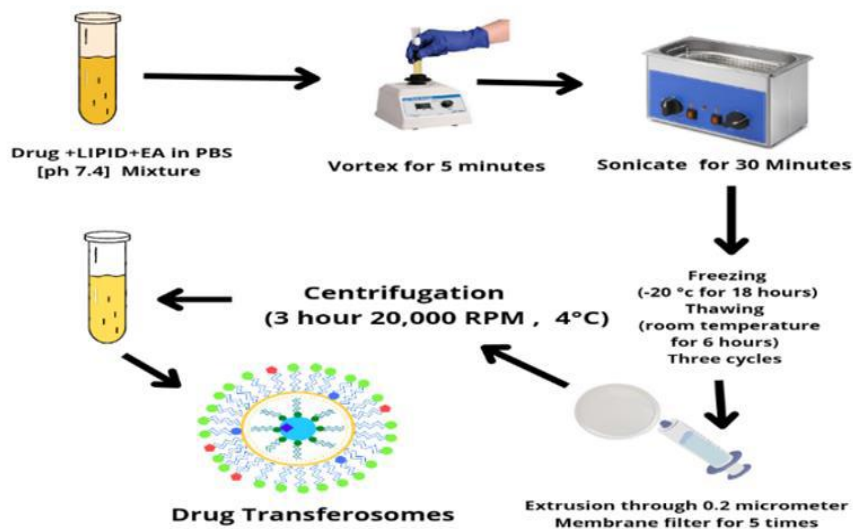 Drug +LIPID+EA in PBS
[ph 7.4] Mixture
Vortex for 5 minutes
Sonicate for 30 Minutes
Freezing
(-20 °c for 18 hours)
Thawing
(room temperature
for 6 hours)
Three cycles
Extrusion through 0.2 micrometer
Membrane filter for 5 times
Centrifugation
(3 hour 20,000 RPM , 4°C)
Drug Transferosomes